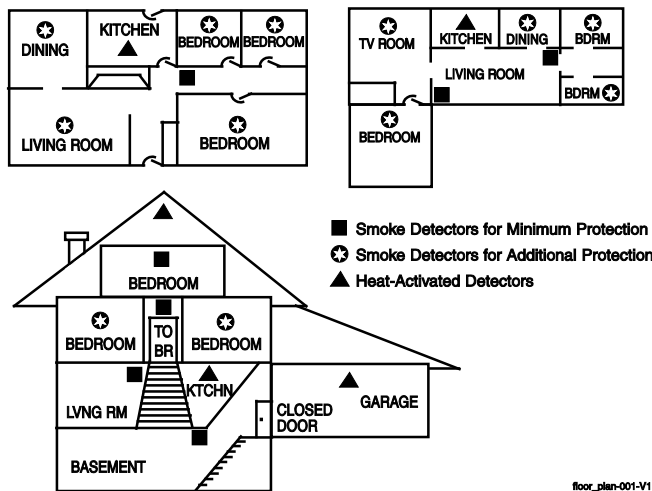 DINING
KITCHEN
BEDROOM
BEDROOM
LIVING ROOM
BEDROOM
TV ROOM
KITCHEN
DINING
BDRM
LIVING ROOM
BDRM
BEDROOM
Smoke Detectors for Minimum Protection
Smoke Detectors for Additional Protection
Heat-Activated Detectors
BEDROOM
BEDROOM
TO
BR
BEDROOM
LVNG RM
KTCHN
CLOSED
DOOR
GARAGE
BASEMENT
floor_plan-001-V1